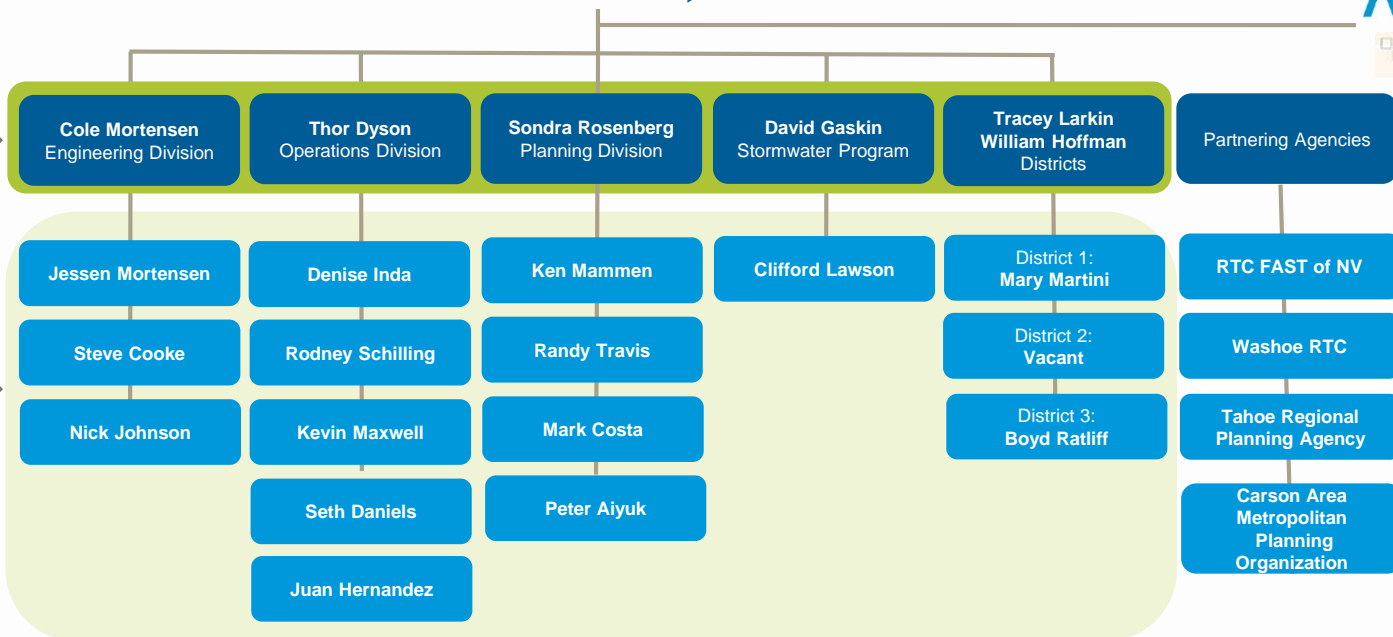 Cole Mortensen
Engineering Division
Thor Dyson
Operations Division
Sondra Rosenberg
Planning Division
David Gaskin
Stormwater Program
Tracey Larkin
William Hoffman
Districts
Partnering Agencies
Jessen Mortensen
Steve Cooke
Nick Johnson
Denise Inda
Rodney Schilling
Kevin Maxwell
Seth Daniels
Juan Hernandez
Ken Mammen
Randy Travis
Mark Costa
Peter Aiyuk
Clifford Lawson
District 1:
Mary Martini
District 2:
Vacant
District 3:
Boyd Ratliff
RTC FAST of NV
Washoe RTC
Tahoe Regional
Planning Agency
Carson Area
Metropolitan
Planning
Organization